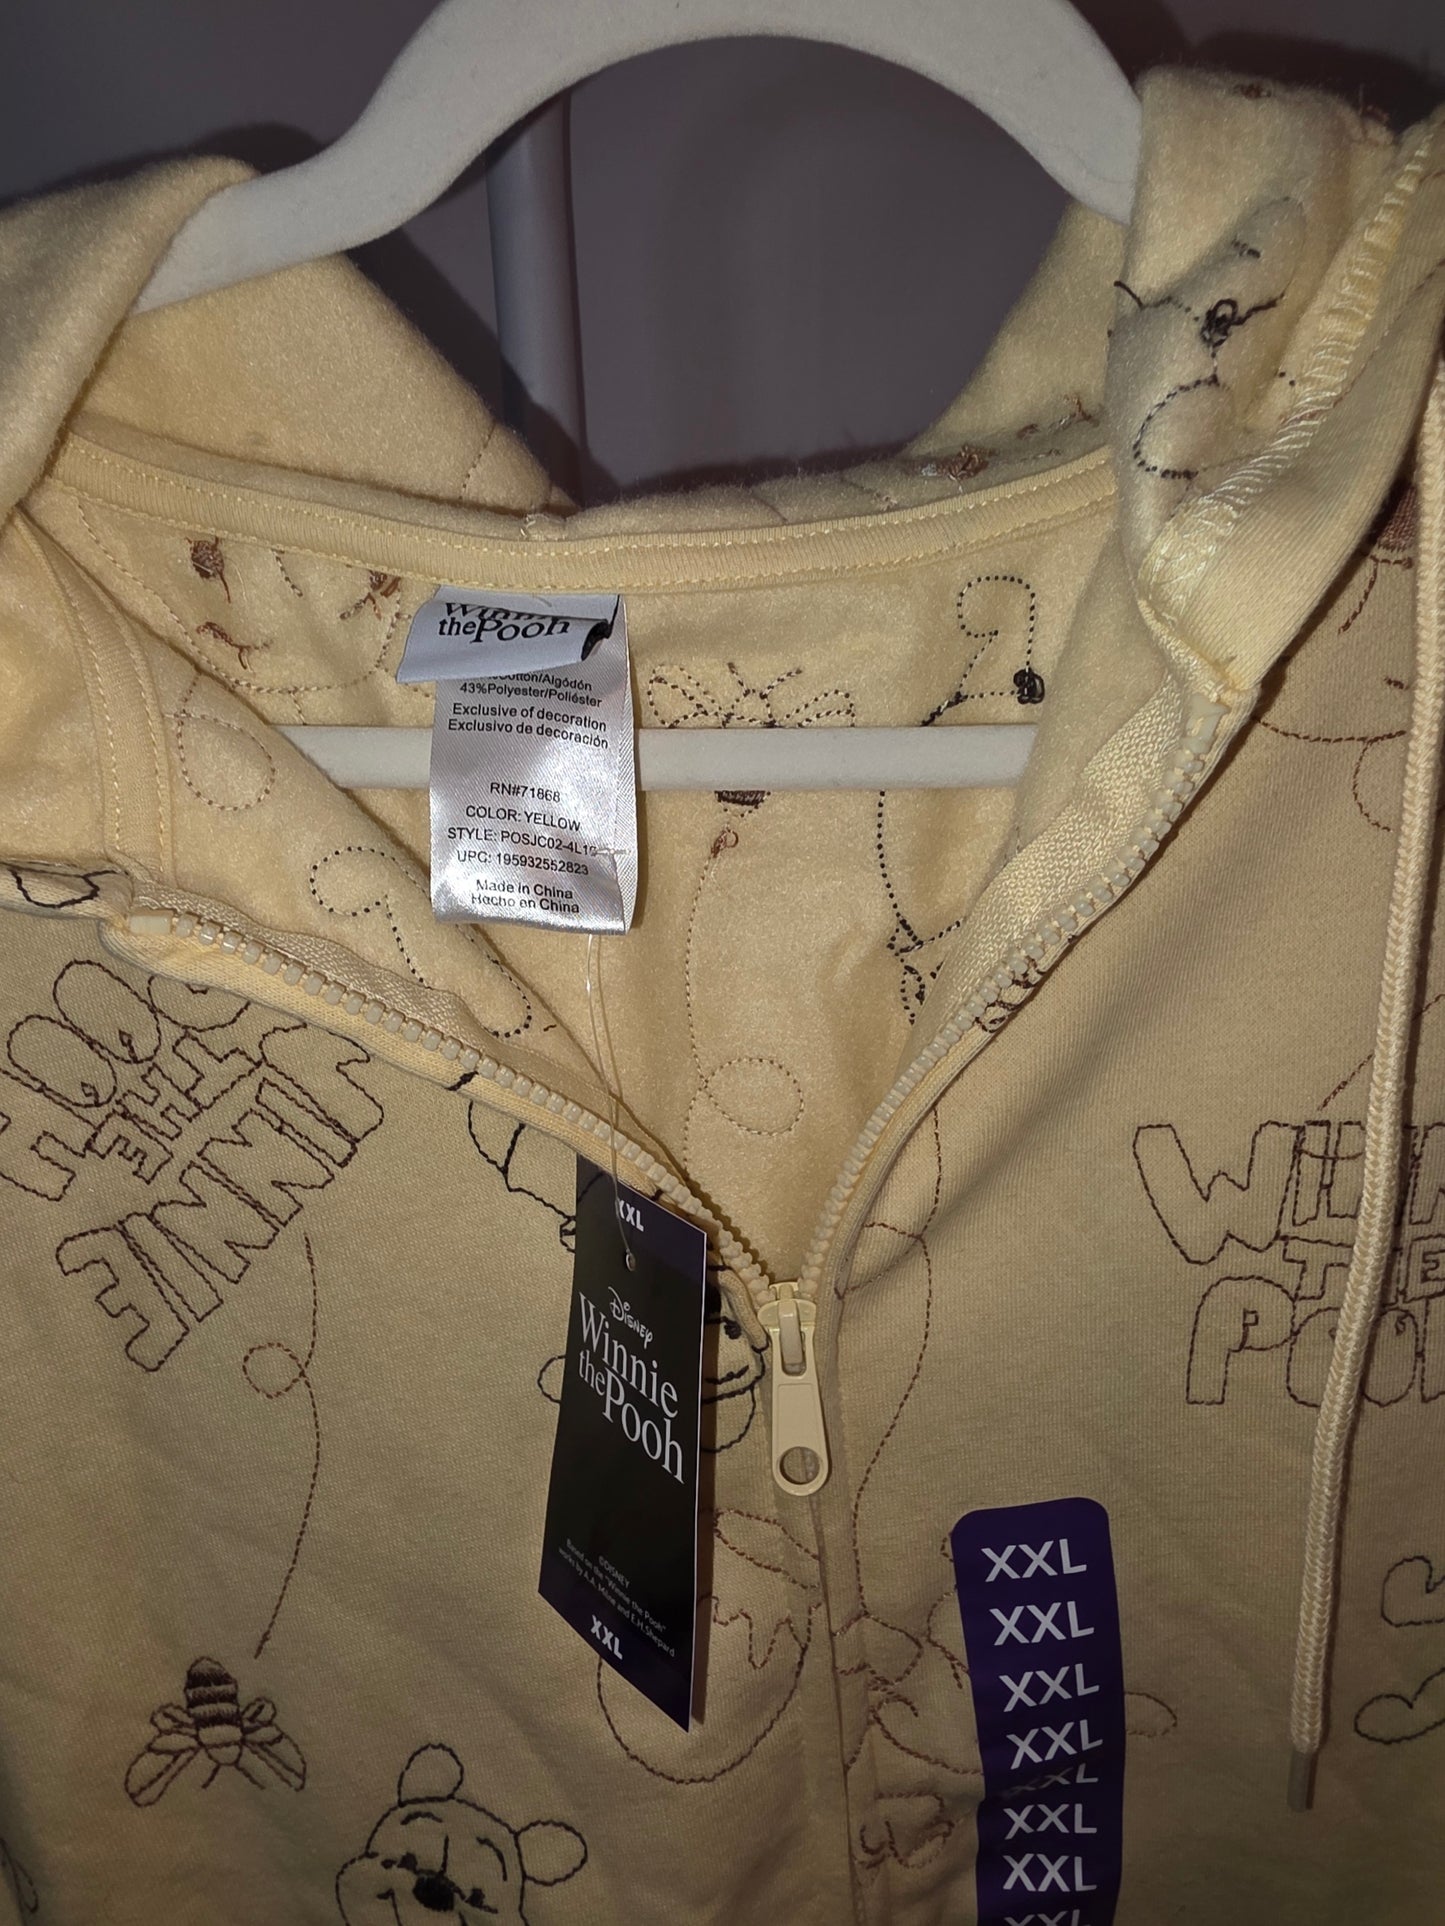 Winnie
the Pooh
Cotton/Algódón
43%Polyester/Poliéster
Exclusive of decoration
Exclusivo de decoración
RN#71868
COLOR: YELLOW
STYLE: POSJC02-4L19
UPC: 195932552823
Made in China
Hecho en China
POOH
THE
WINNIE
WINN
THE
POOH
XXL
Disney
Winnie
the Pooh
©DISNEY
Based on the "Winnie the Pooh"
works by A.A. Milne and E.H.Shepard
XXL
XXL
XXL
XXL
XXL
XXL
XXL
XXL
XXL